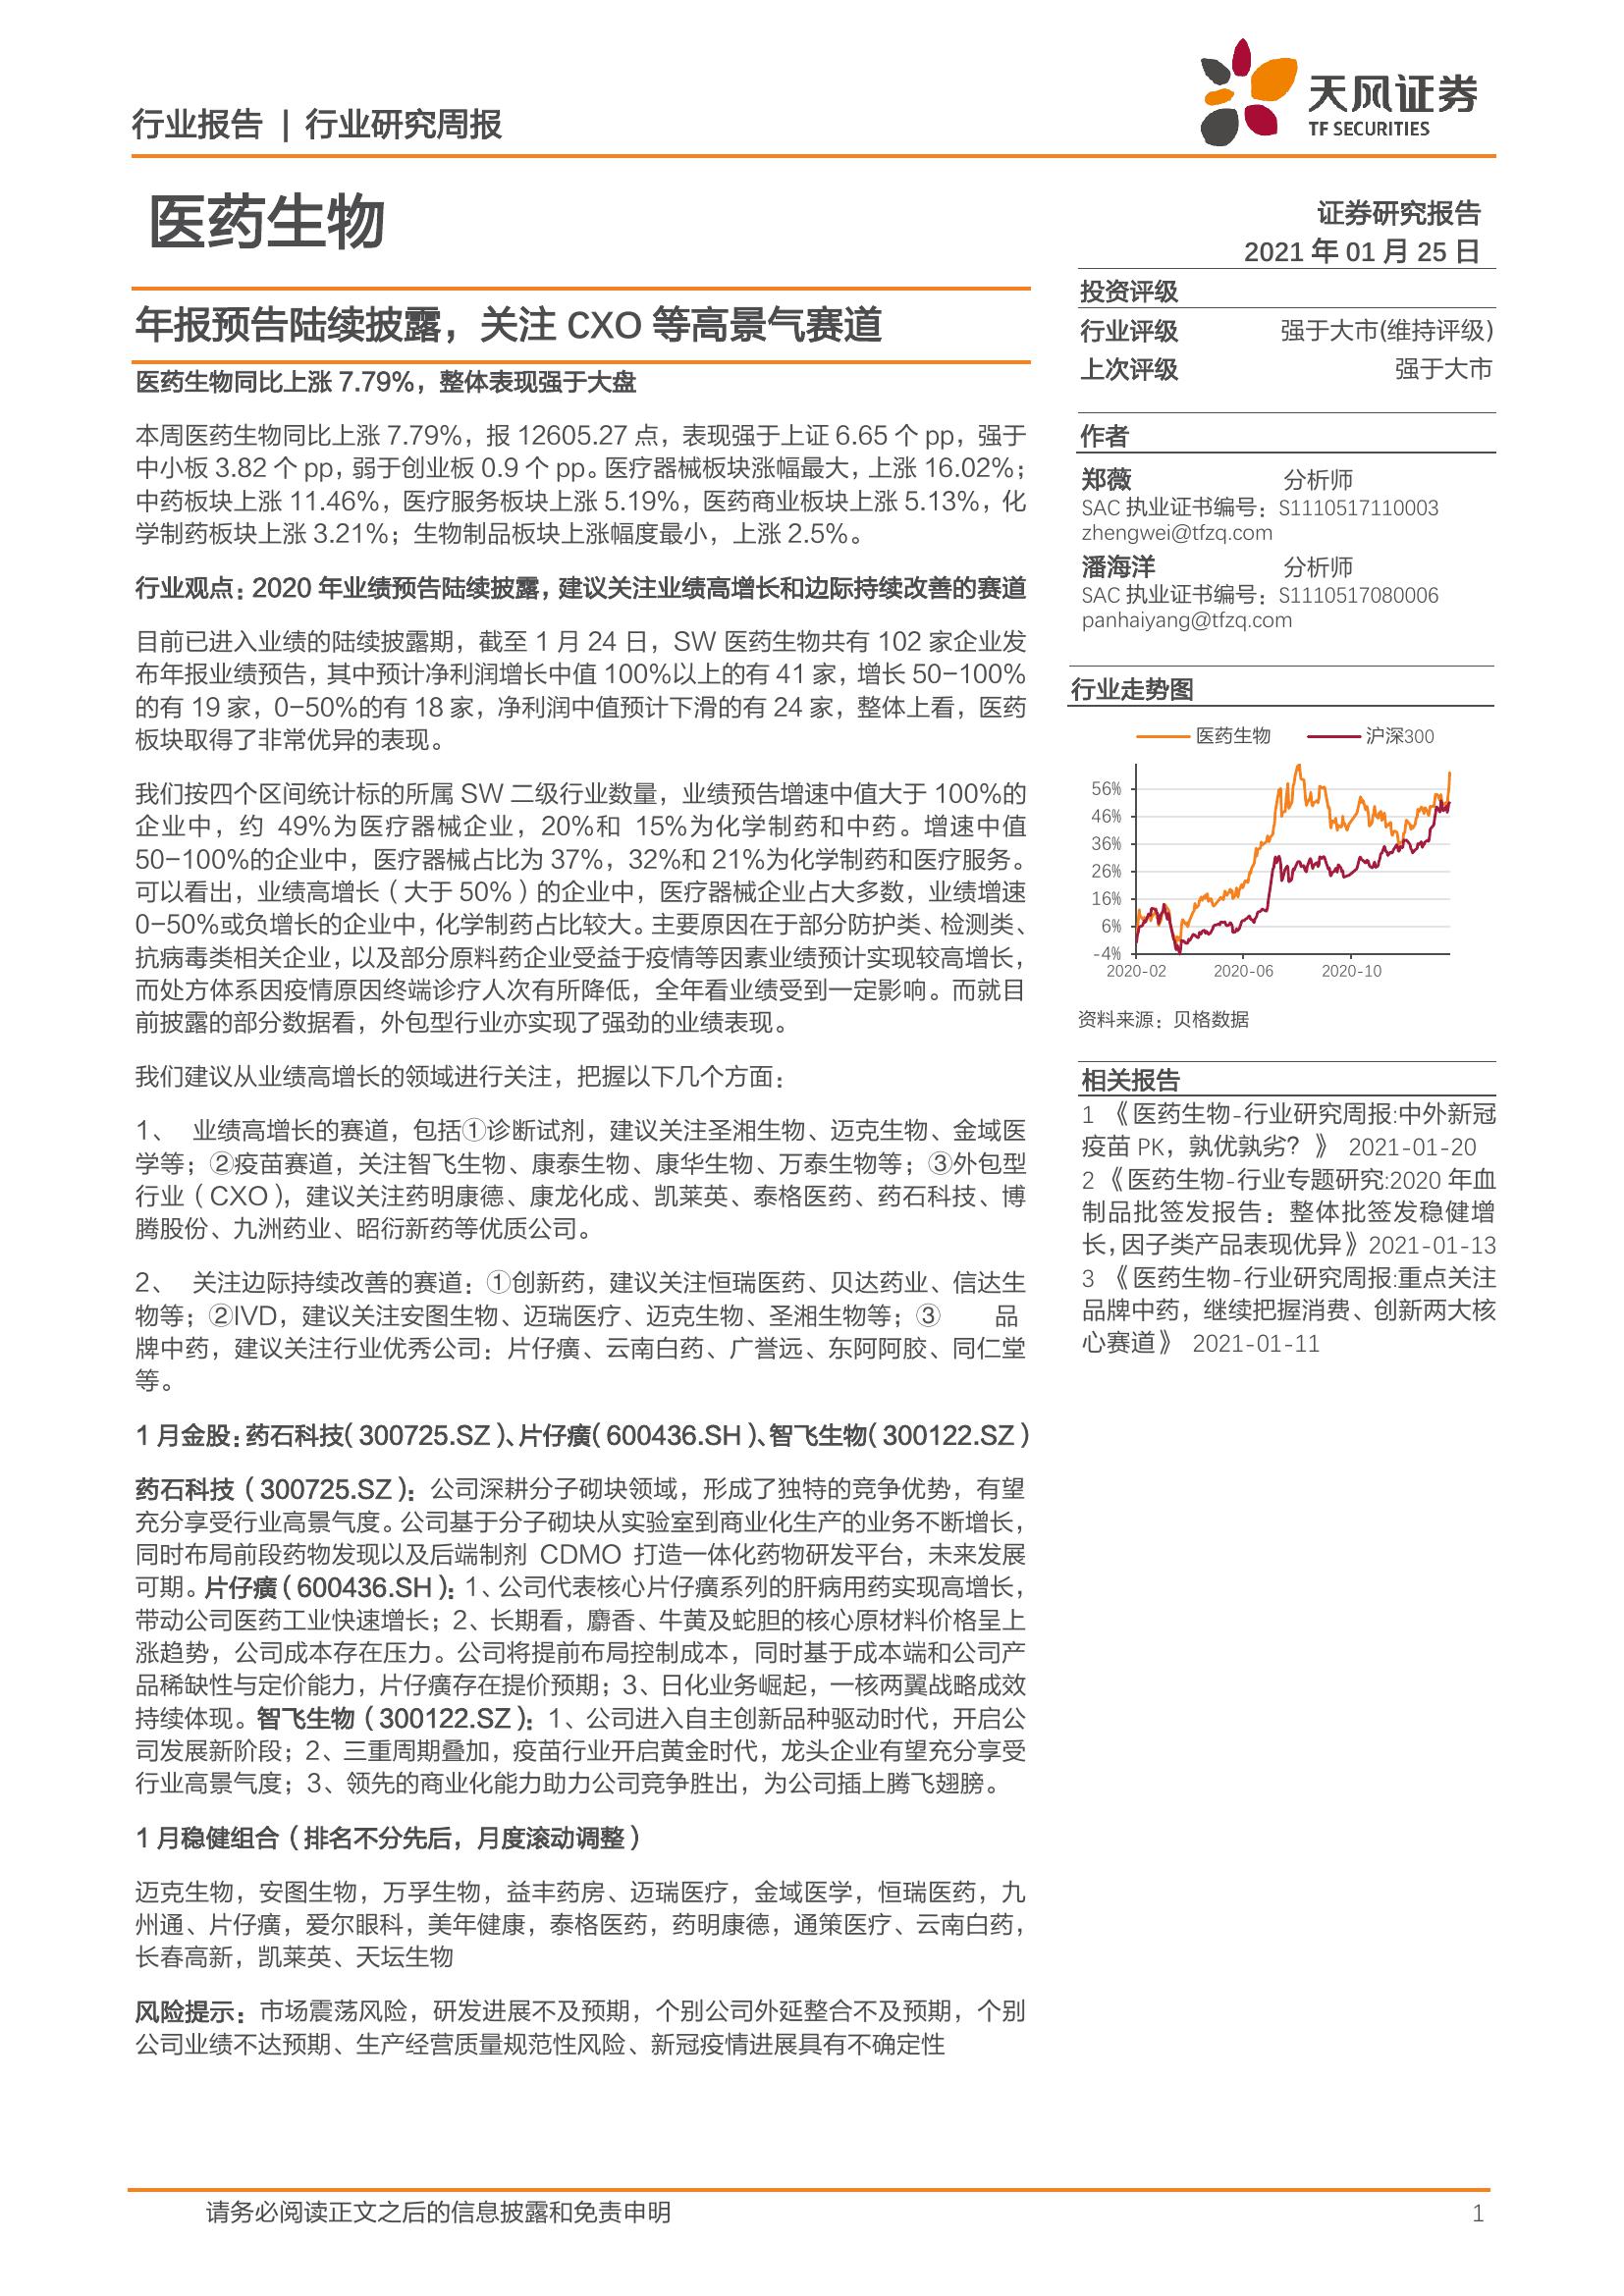 行业报告 | 行业研究周报
天风证券
TF SECURITIES
医药生物
证券研究报告
2021 年 01 月 25 日
年报预告陆续披露，关注 CXO 等高景气赛道
医药生物同比上涨 7.79%，整体表现强于大盘
本周医药生物同比上涨 7.79%，报 12605.27 点，表现强于上证 6.65 个 pp，强于
中小板 3.82 个 pp，弱于创业板 0.9 个 pp。医疗器械板块涨幅最大，上涨 16.02%；
中药板块上涨 11.46%，医疗服务板块上涨 5.19%，医药商业板块上涨 5.13%，化
学制药板块上涨 3.21%；生物制品板块上涨幅度最小，上涨 2.5%。
行业观点：2020 年业绩预告陆续披露，建议关注业绩高增长和边际持续改善的赛道
目前已进入业绩的陆续披露期，截至 1 月 24 日，SW 医药生物共有 102 家企业发
布年报业绩预告，其中预计净利润增长中值 100%以上的有 41 家，增长 50-100%
的有 19 家，0-50%的有 18 家，净利润中值预计下滑的有 24 家，整体上看，医药
板块取得了非常优异的表现。
我们按四个区间统计标的所属 SW 二级行业数量，业绩预告增速中值大于 100%的
企业中，约 49%为医疗器械企业，20%和 15%为化学制药和中药。增速中值
50-100%的企业中，医疗器械占比为 37%，32%和 21%为化学制药和医疗服务。
可以看出，业绩高增长（大于 50%）的企业中，医疗器械企业占大多数，业绩增速
0-50%或负增长的企业中，化学制药占比较大。主要原因在于部分防护类、检测类、
抗病毒类相关企业，以及部分原料药企业受益于疫情等因素业绩预计实现较高增长，
而处方体系因疫情原因终端诊疗人次有所降低，全年看业绩受到一定影响。而就目
前披露的部分数据看，外包型行业亦实现了强劲的业绩表现。
我们建议从业绩高增长的领域进行关注，把握以下几个方面：
1、 业绩高增长的赛道，包括①诊断试剂，建议关注圣湘生物、迈克生物、金域医
学等；②疫苗赛道，关注智飞生物、康泰生物、康华生物、万泰生物等；③外包型
行业（CXO），建议关注药明康德、康龙化成、凯莱英、泰格医药、药石科技、博
腾股份、九洲药业、昭衍新药等优质公司。
2、 关注边际持续改善的赛道：①创新药，建议关注恒瑞医药、贝达药业、信达生
物等；②IVD，建议关注安图生物、迈瑞医疗、迈克生物、圣湘生物等；③ 品
牌中药，建议关注行业优秀公司：片仔癀、云南白药、广誉远、东阿阿胶、同仁堂
等。
1 月金股：药石科技（300725.SZ）、片仔癀（600436.SH）、智飞生物（300122.SZ）
药石科技（300725.SZ）：公司深耕分子砌块领域，形成了独特的竞争优势，有望
充分享受行业高景气度。公司基于分子砌块从实验室到商业化生产的业务不断增长，
同时布局前段药物发现以及后端制剂 CDMO 打造一体化药物研发平台，未来发展
可期。片仔癀（600436.SH）：1、公司代表核心片仔癀系列的肝病用药实现高增长，
带动公司医药工业快速增长；2、长期看，麝香、牛黄及蛇胆的核心原材料价格呈上
涨趋势，公司成本存在压力。公司将提前布局控制成本，同时基于成本端和公司产
品稀缺性与定价能力，片仔癀存在提价预期；3、日化业务崛起，一核两翼战略成效
持续体现。智飞生物（300122.SZ）：1、公司进入自主创新品种驱动时代，开启公
司发展新阶段；2、三重周期叠加，疫苗行业开启黄金时代，龙头企业有望充分享受
行业高景气度；3、领先的商业化能力助力公司竞争胜出，为公司插上腾飞翅膀。
1 月稳健组合（排名不分先后，月度滚动调整）
迈克生物，安图生物，万孚生物，益丰药房、迈瑞医疗，金域医学，恒瑞医药，九
州通、片仔癀，爱尔眼科，美年健康，泰格医药，药明康德，通策医疗、云南白药，
长春高新，凯莱英、天坛生物
风险提示：市场震荡风险，研发进展不及预期，个别公司外延整合不及预期，个别
公司业绩不达预期、生产经营质量规范性风险、新冠疫情进展具有不确定性
投资评级
行业评级 强于大市(维持评级)
上次评级 强于大市
作者
郑薇 分析师
SAC 执业证书编号：S1110517110003
zhengwei@tfzq.com
潘海洋 分析师
SAC 执业证书编号：S1110517080006
panhaiyang@tfzq.com
行业走势图
医药生物 沪深300
56%
46%
36%
26%
16%
6%
-4%
2020-02 2020-06 2020-10
资料来源：贝格数据
相关报告
1 《医药生物-行业研究周报:中外新冠
疫苗 PK，孰优孰劣？》 2021-01-20
2 《医药生物-行业专题研究:2020 年血
制品批签发报告：整体批签发稳健增
长，因子类产品表现优异》 2021-01-13
3 《医药生物-行业研究周报:重点关注
品牌中药，继续把握消费、创新两大核
心赛道》 2021-01-11
请务必阅读正文之后的信息披露和免责申明 1